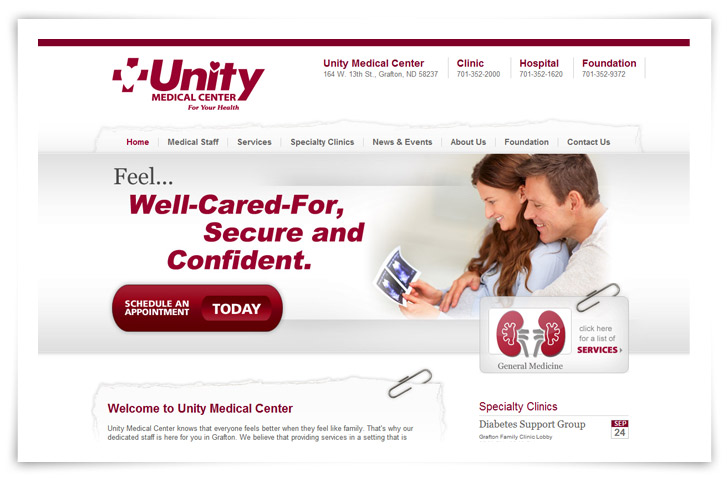 Unity
MEDICAL CENTER
For Your Health
Unity Medical Center
164 W. 13th St., Grafton, ND 58237
Clinic
701-352-2000
Hospital
701-352-1620
Foundation
701-352-9372
Home
Medical Staff
Services
Specialty Clinics
News & Events
About Us
Foundation
Contact Us
Feel...
Well-Cared-For,
Secure and
Confident.
SCHEDULE AN
APPOINTMENT
TODAY
General Medicine
click here
for a list of
SERVICES ›
Welcome to Unity Medical Center
Unity Medical Center knows that everyone feels better when they feel like family. That's why our
dedicated staff is here for you in Grafton. We believe that providing services in a setting that is
Specialty Clinics
Diabetes Support Group
Grafton Family Clinic Lobby
SEP
24